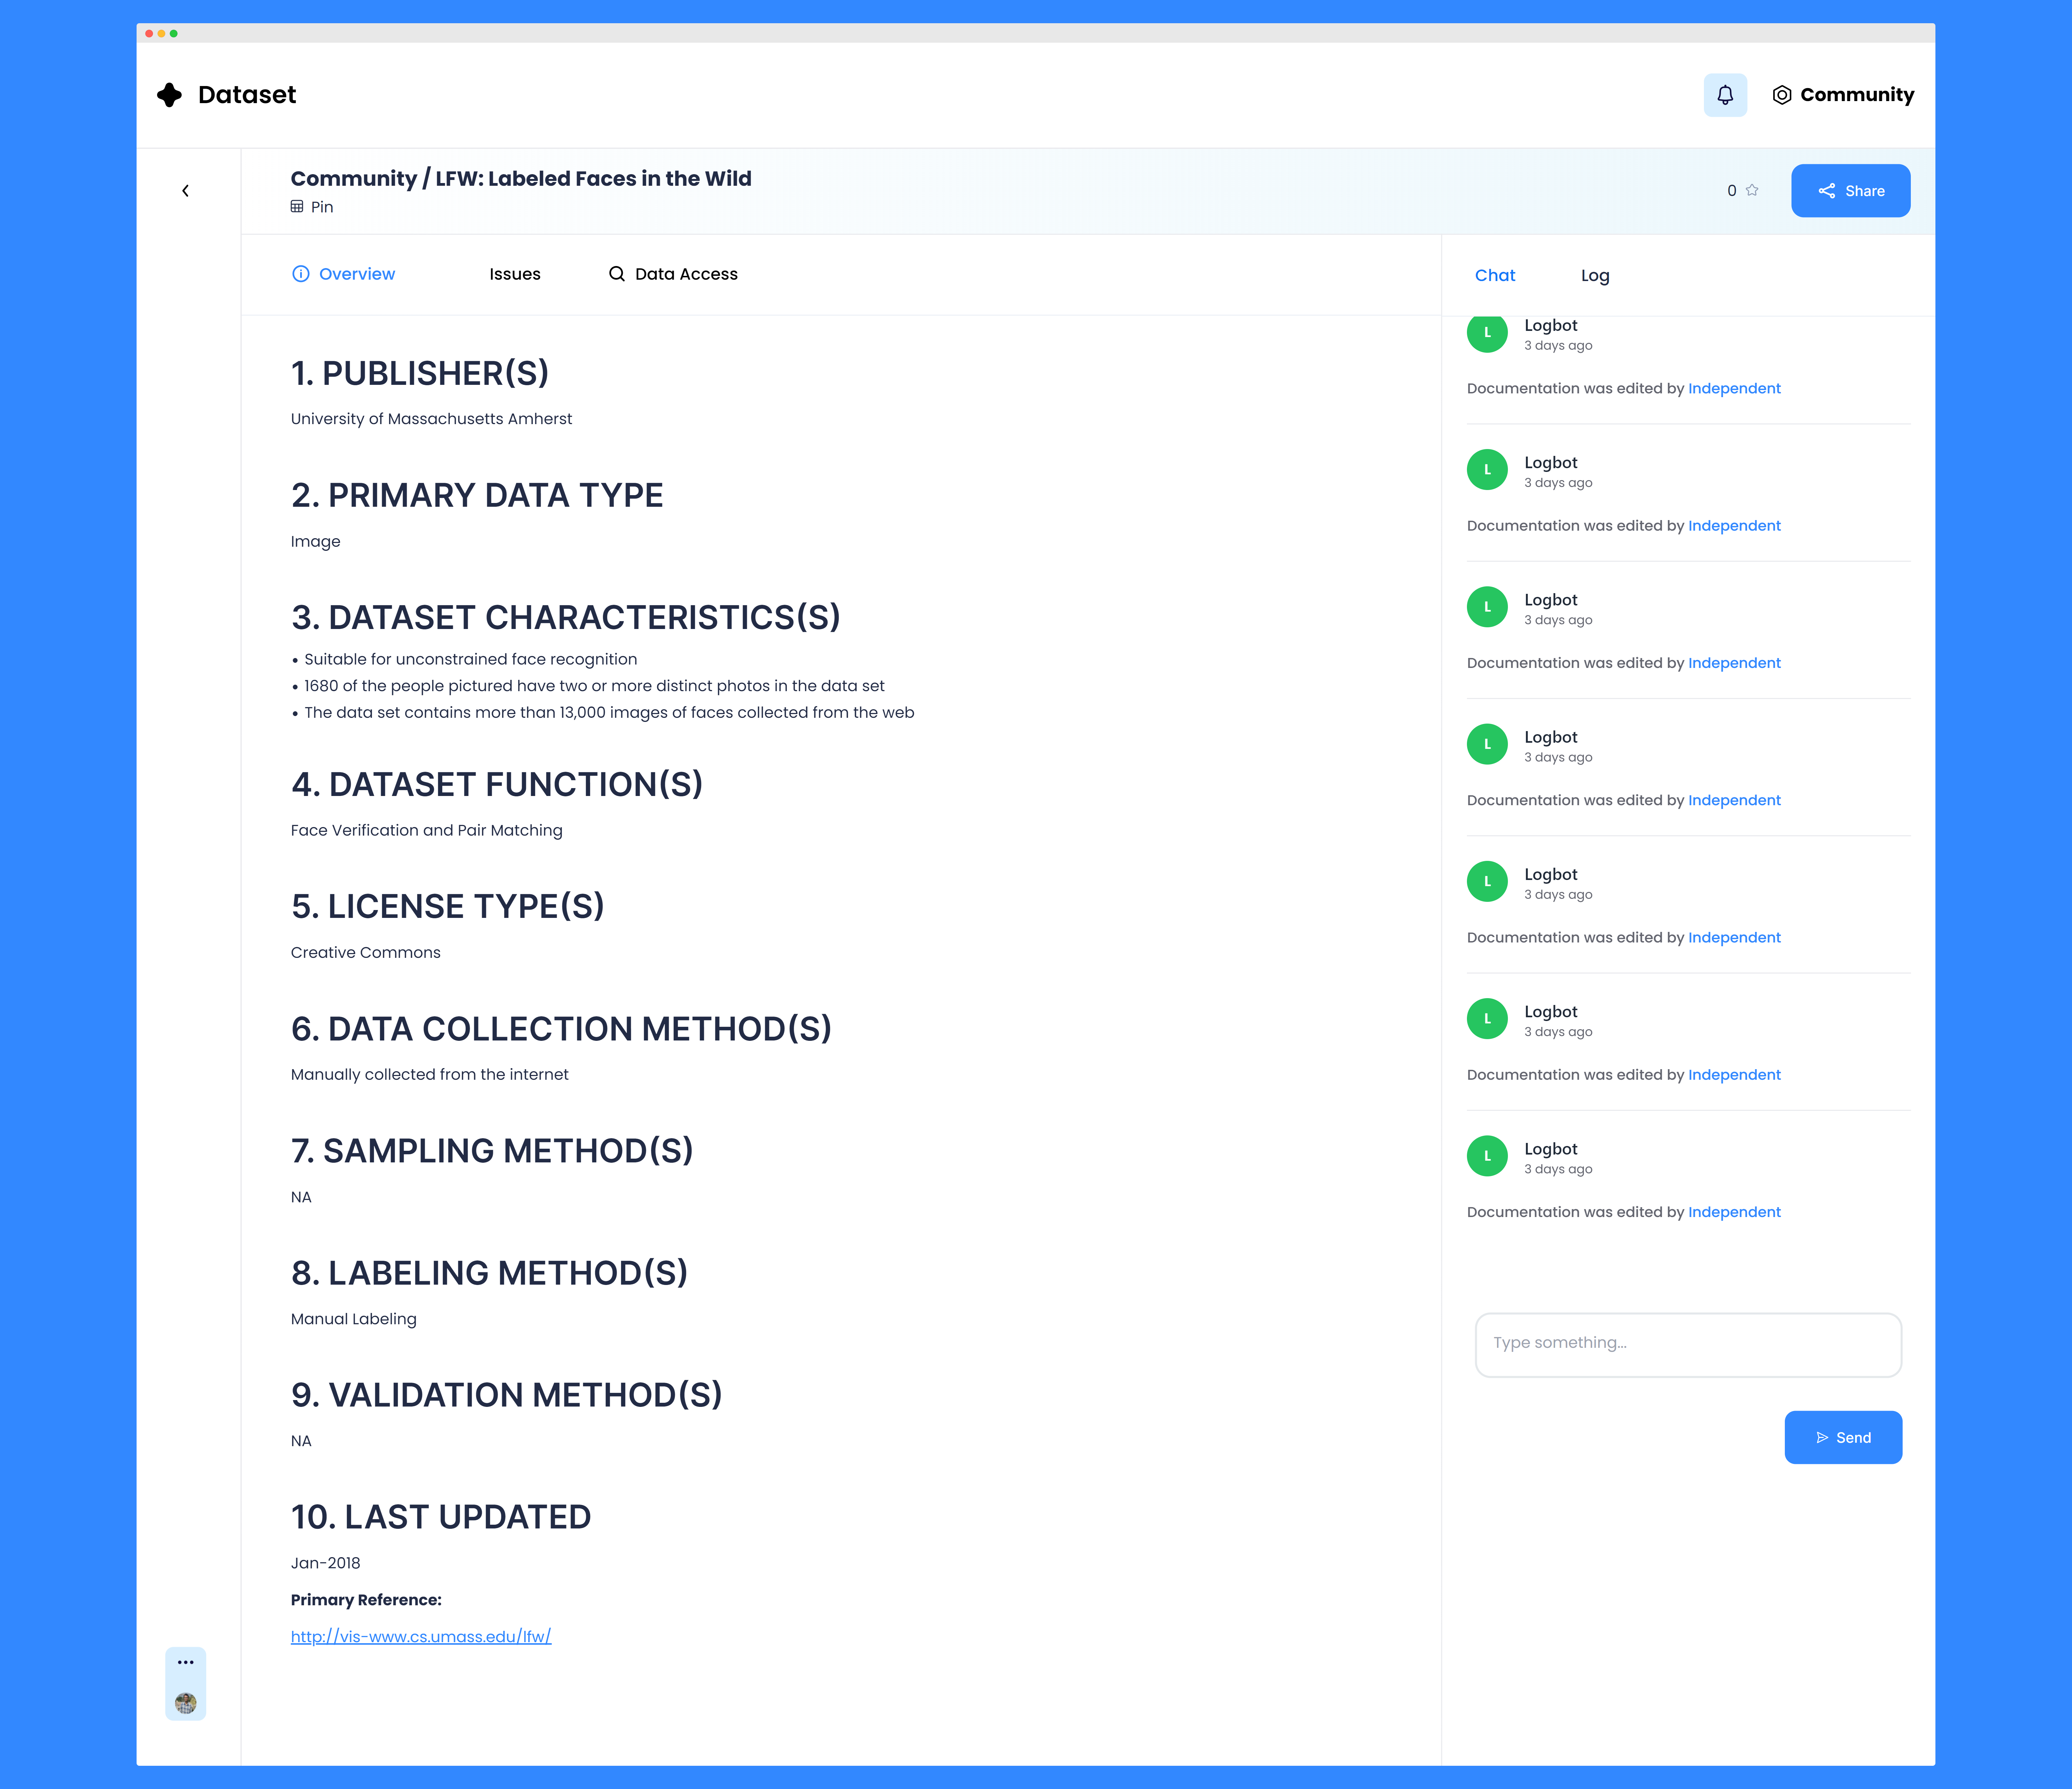 Dataset
Community
Community / LFW: Labeled Faces in the Wild
Pin
0
Share
Overview
Issues
Data Access
1. PUBLISHER(S)
University of Massachusetts Amherst
2. PRIMARY DATA TYPE
Image
3. DATASET CHARACTERISTICS(S)
• Suitable for unconstrained face recognition
• 1680 of the people pictured have two or more distinct photos in the data set
• The data set contains more than 13,000 images of faces collected from the web
4. DATASET FUNCTION(S)
Face Verification and Pair Matching
5. LICENSE TYPE(S)
Creative Commons
6. DATA COLLECTION METHOD(S)
Manually collected from the internet
7. SAMPLING METHOD(S)
NA
8. LABELING METHOD(S)
Manual Labeling
9. VALIDATION METHOD(S)
NA
10. LAST UPDATED
Jan-2018
Primary Reference:
http://vis-www.cs.umass.edu/lfw/
Chat
Log
L
Logbot
3 days ago
Documentation was edited by Independent
L
Logbot
3 days ago
Documentation was edited by Independent
L
Logbot
3 days ago
Documentation was edited by Independent
L
Logbot
3 days ago
Documentation was edited by Independent
L
Logbot
3 days ago
Documentation was edited by Independent
L
Logbot
3 days ago
Documentation was edited by Independent
L
Logbot
3 days ago
Documentation was edited by Independent
Type something...
Send